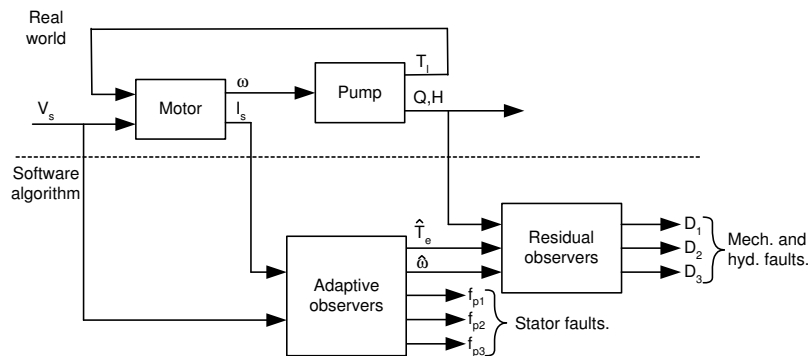 Real
world
T_l
ω
Motor
Pump
Q,H
I_s
V_s
Software
algorithm
T̂_e
ω̂
Adaptive
observers
Residual
observers
D_1
D_2
D_3
Mech. and
hyd. faults.
f_p1
f_p2
f_p3
Stator faults.